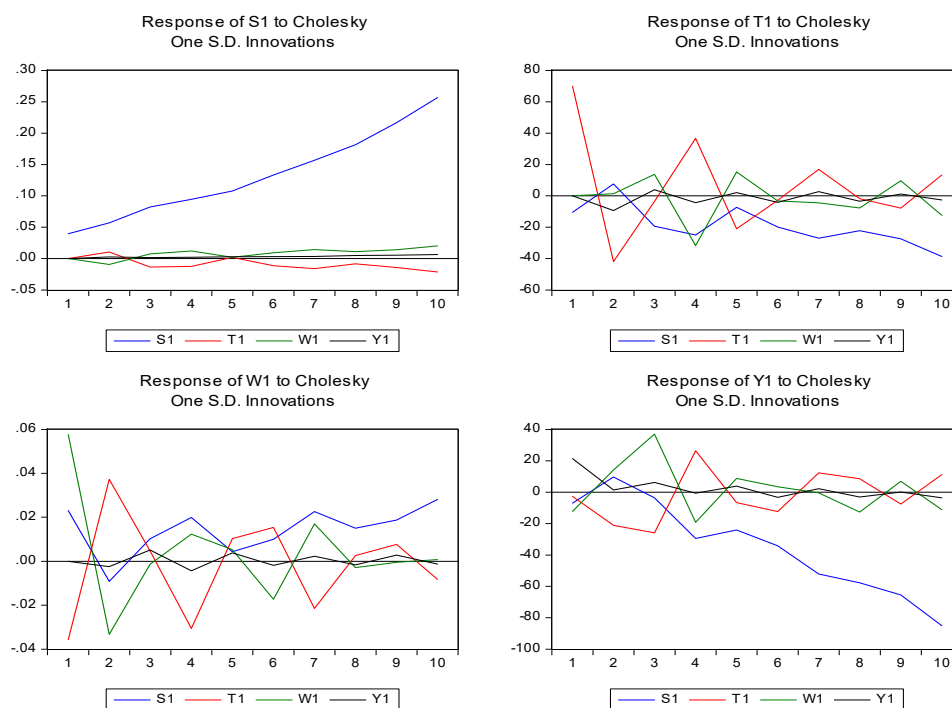 Response of S1 to Cholesky
One S.D. Innovations
.30
.25
.20
.15
.10
.05
.00
-.05
1 2 3 4 5 6 7 8 9 10
S1 T1 W1 Y1
Response of T1 to Cholesky
One S.D. Innovations
80
60
40
20
0
-20
-40
-60
1 2 3 4 5 6 7 8 9 10
S1 T1 W1 Y1
Response of W1 to Cholesky
One S.D. Innovations
.06
.04
.02
.00
-.02
-.04
1 2 3 4 5 6 7 8 9 10
S1 T1 W1 Y1
Response of Y1 to Cholesky
One S.D. Innovations
40
20
0
-20
-40
-60
-80
-100
1 2 3 4 5 6 7 8 9 10
S1 T1 W1 Y1